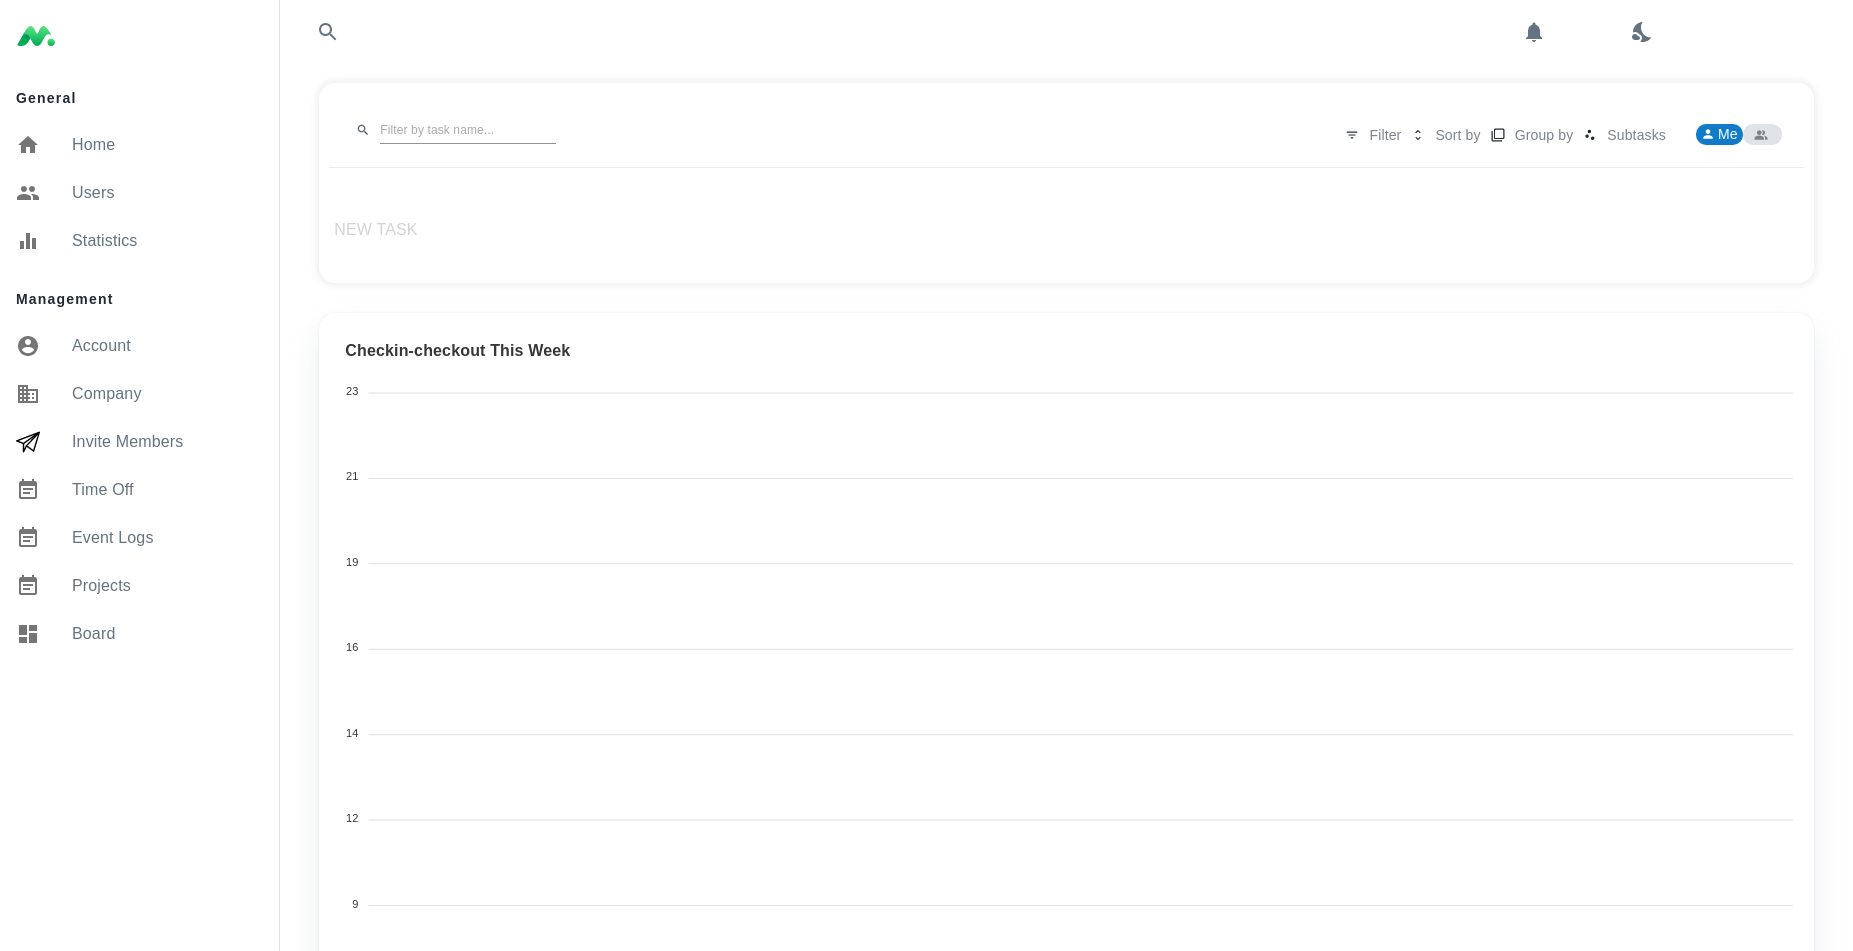 General
Home
Users
Statistics
Management
Account
Company
Invite Members
Time Off
Event Logs
Projects
Board
Filter by task name...
Filter
Sort by
Group by
Subtasks
Me
NEW TASK
Checkin-checkout This Week
23
21
19
16
14
12
9